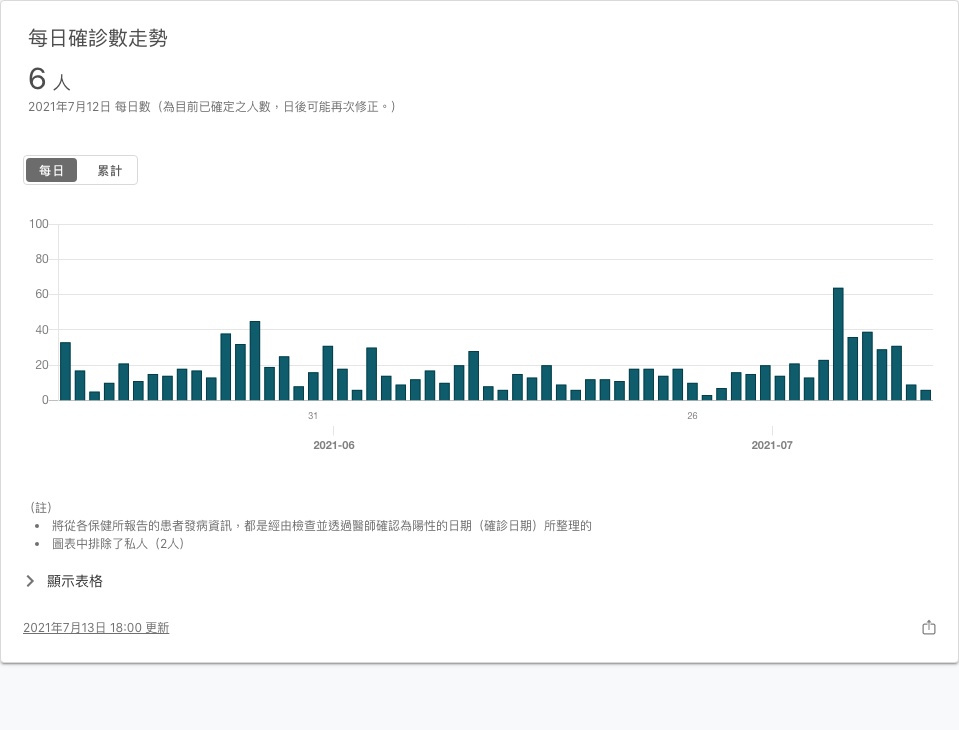 每日確診數走勢
6 人
2021年7月12日 每日數（為目前已確定之人數，日後可能再次修正。）
每日 累計
100
80
60
40
20
0
31 26
2021-06 2021-07
（註）
• 將從各保健所報告的患者發病資訊，都是經由檢查並透過醫師確認為陽性的日期（確診日期）所整理的
• 圖表中排除了私人（2人）
顯示表格
2021年7月13日 18:00 更新